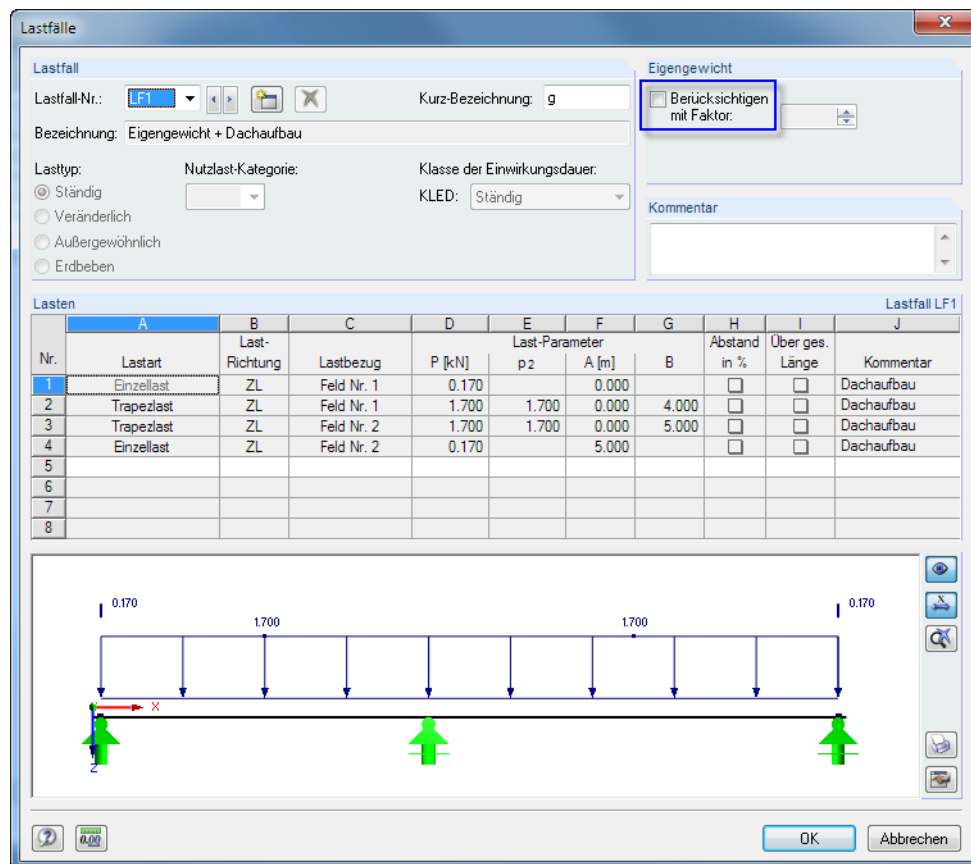 Lastfälle
Lastfall
Lastfall-Nr.: LF1 Kurz-Bezeichnung: g
Bezeichnung: Eigengewicht + Dachaufbau
Lasttyp: Nutzlast-Kategorie: Klasse der Einwirkungsdauer:
Ständig KLED: Ständig
Veränderlich
Außergewöhnlich
Erdbeben
Eigengewicht
Berücksichtigen
mit Faktor:
Kommentar
Lasten Lastfall LF1
A B C D E F G H I J
Last- Last-Parameter Abstand Über ges.
Nr. Lastart Richtung Lastbezug P [kN] p2 A [m] B in % Länge Kommentar
1 Einzellast ZL Feld Nr. 1 0.170 0.000 Dachaufbau
2 Trapezlast ZL Feld Nr. 1 1.700 1.700 0.000 4.000 Dachaufbau
3 Trapezlast ZL Feld Nr. 2 1.700 1.700 0.000 5.000 Dachaufbau
4 Einzellast ZL Feld Nr. 2 0.170 5.000 Dachaufbau
5
6
7
8
0.170 0.170
1.700 1.700
X
Z
0.00 OK Abbrechen